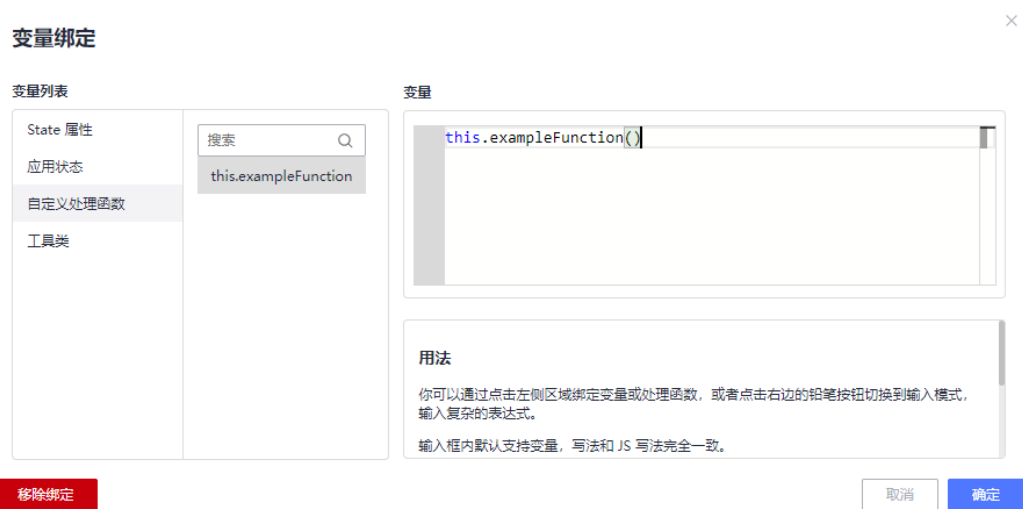 变量绑定
变量列表
State 属性
应用状态
自定义处理函数
工具类
搜索
this.exampleFunction
变量
this.exampleFunction()
用法
你可以通过点击左侧区域绑定变量或处理函数，或者点击右边的铅笔按钮切换到输入模式，
输入复杂的表达式。
输入框内默认支持变量，写法和 JS 写法完全一致。
移除绑定
取消
确定